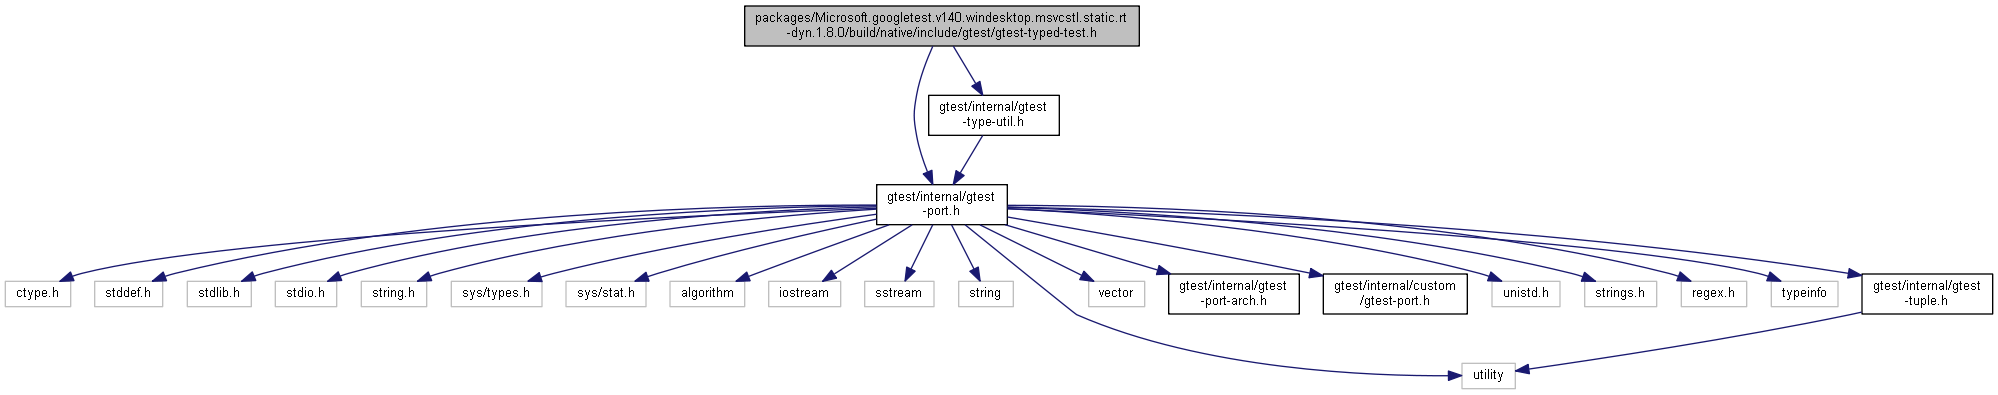 packages/Microsoft.googletest.v140.windesktop.msvcstl.static.rt
-dyn.1.8.0/build/native/include/gtest/gtest-typed-test.h
gtest/internal/gtest
-type-util.h
gtest/internal/gtest
-port.h
ctype.h
stddef.h
stdlib.h
stdio.h
string.h
sys/types.h
sys/stat.h
algorithm
iostream
sstream
string
vector
gtest/internal/gtest
-port-arch.h
gtest/internal/custom
/gtest-port.h
unistd.h
strings.h
regex.h
typeinfo
gtest/internal/gtest
-tuple.h
utility